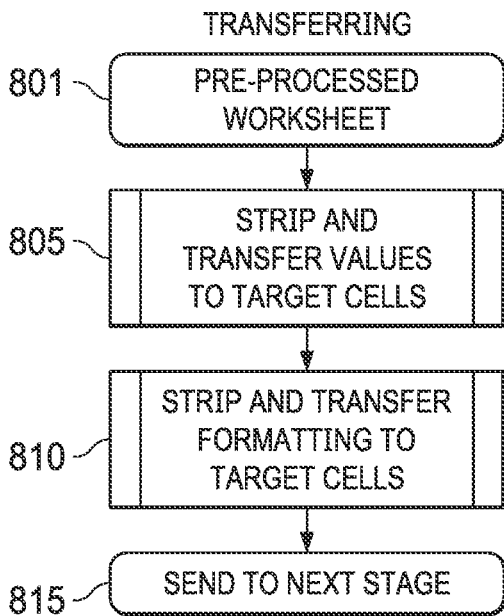 TRANSFERRING
801
PRE-PROCESSED
WORKSHEET
805
STRIP AND
TRANSFER VALUES
TO TARGET CELLS
810
STRIP AND TRANSFER
FORMATTING TO
TARGET CELLS
815
SEND TO NEXT STAGE